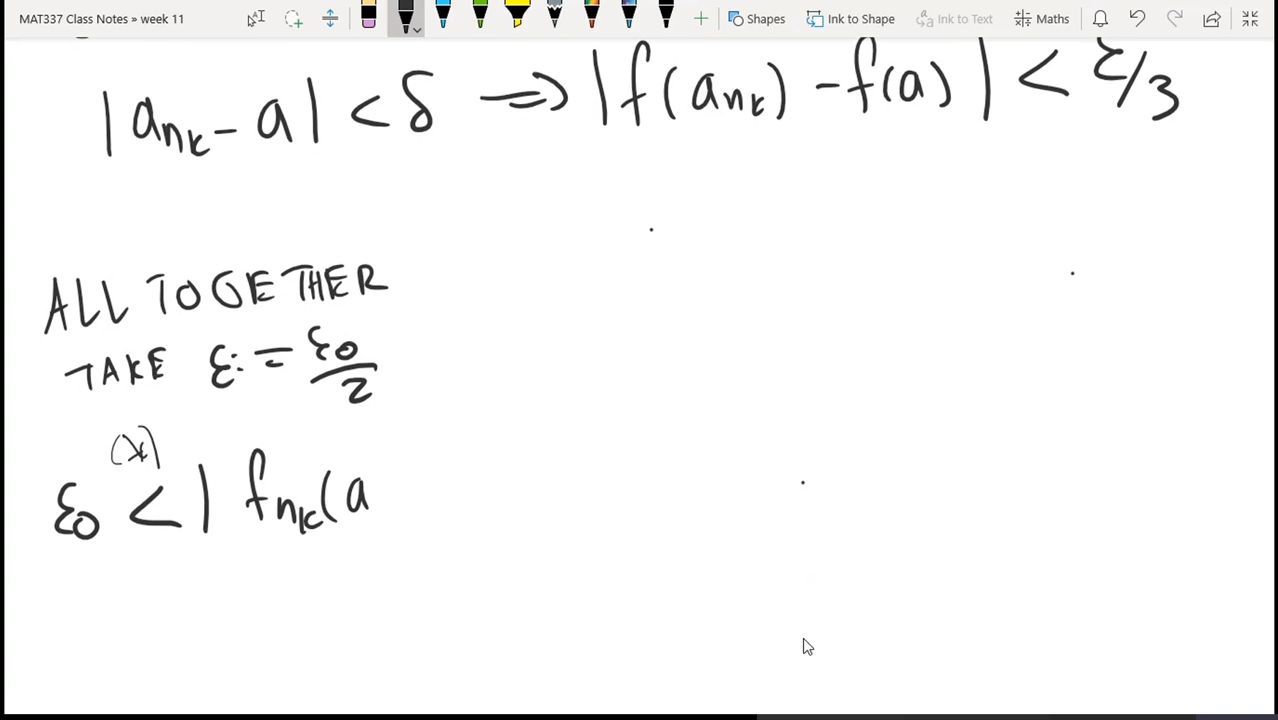 MAT337 Class Notes » week 11
Shapes
Ink to Shape
Ink to Text
Maths
|a_{n_k} - a| < δ ⇒ |f(a_{n_k}) - f(a)| < ε/3
ALL TOGETHER
TAKE ε := ε₀/2
(*)
ε₀ < | f_{n_k}(a